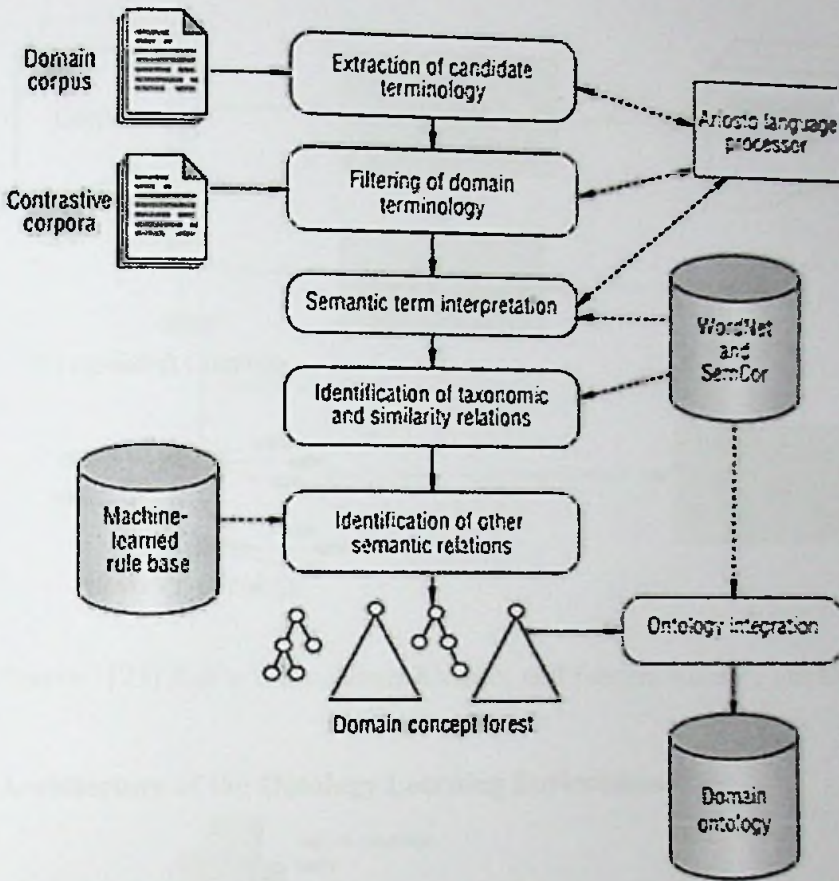 Domain
corpus
Extraction of candidate
terminology
Ariosto language
processor
Contrastive
corpora
Filtering of domain
terminology
Semantic term interpretation
WordNet
and
SemCor
Identification of taxonomic
and similarity relations
Machine-
learned
rule base
Identification of other
semantic relations
Ontology integration
Domain concept forest
Domain
ontology